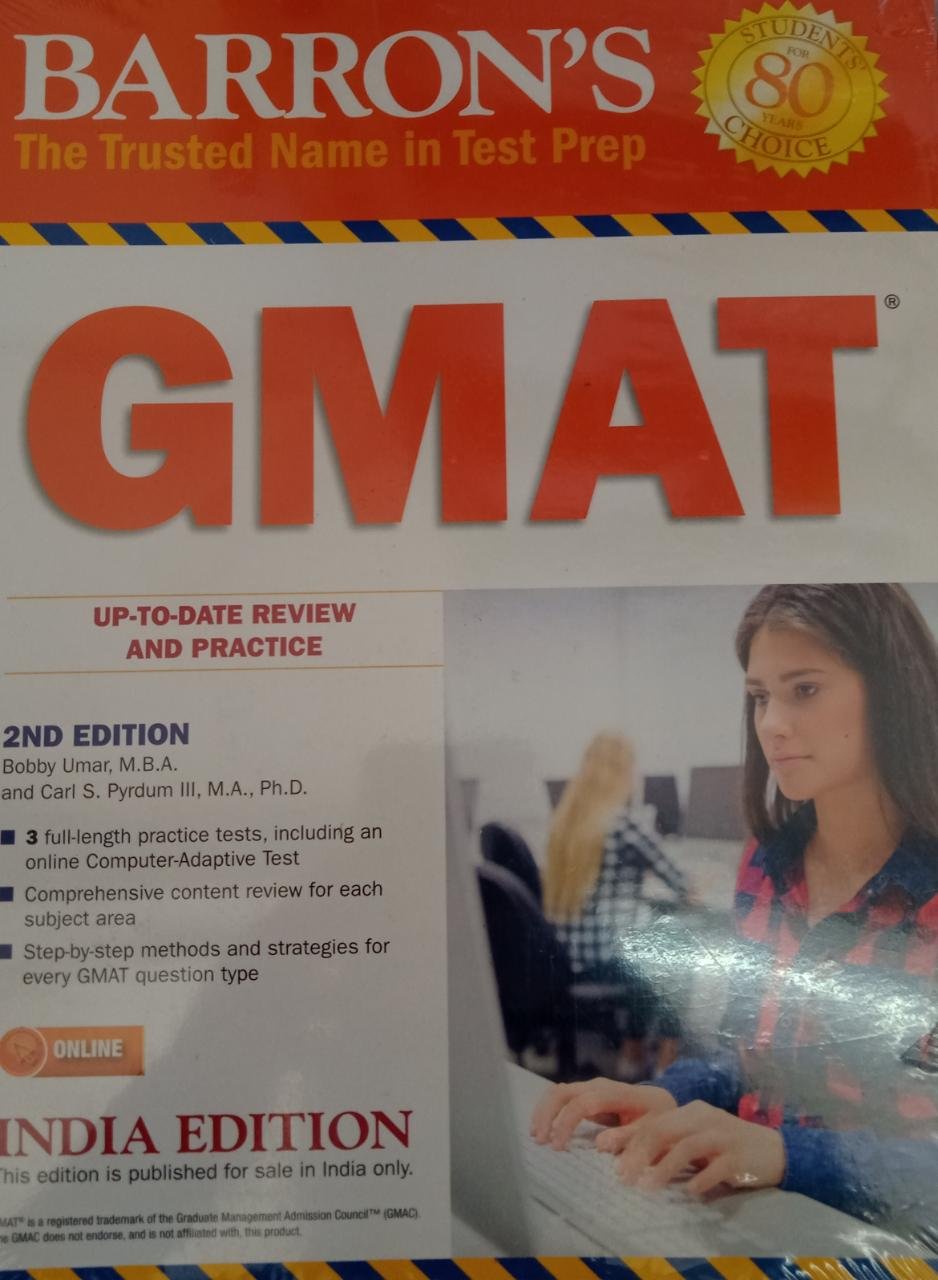 BARRON'S
The Trusted Name in Test Prep
STUDENTS'
FOR
80
YEARS
CHOICE
GMAT®
UP-TO-DATE REVIEW
AND PRACTICE
2ND EDITION
Bobby Umar, M.B.A.
and Carl S. Pyrdum III, M.A., Ph.D.
3 full-length practice tests, including an
online Computer-Adaptive Test
Comprehensive content review for each
subject area
Step-by-step methods and strategies for
every GMAT question type
ONLINE
INDIA EDITION
This edition is published for sale in India only.
MAT® is a registered trademark of the Graduate Management Admission Council™ (GMAC).
he GMAC does not endorse, and is not affiliated with, this product.